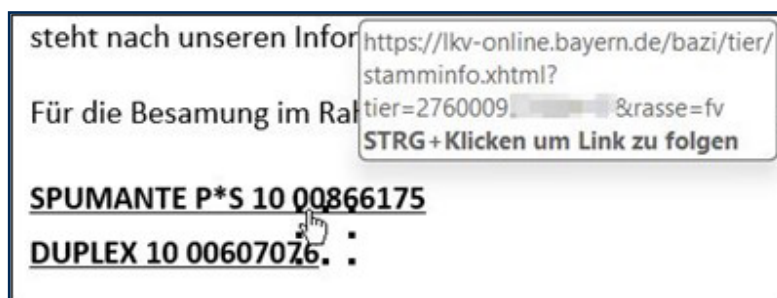 steht nach unseren Infor
https://lkv-online.bayern.de/bazi/tier/
stamminfo.xhtml?
tier=2760009 &rasse=fv
STRG+Klicken um Link zu folgen
Für die Besamung im Ra
SPUMANTE P*S 10 00866175
DUPLEX 10 00607076